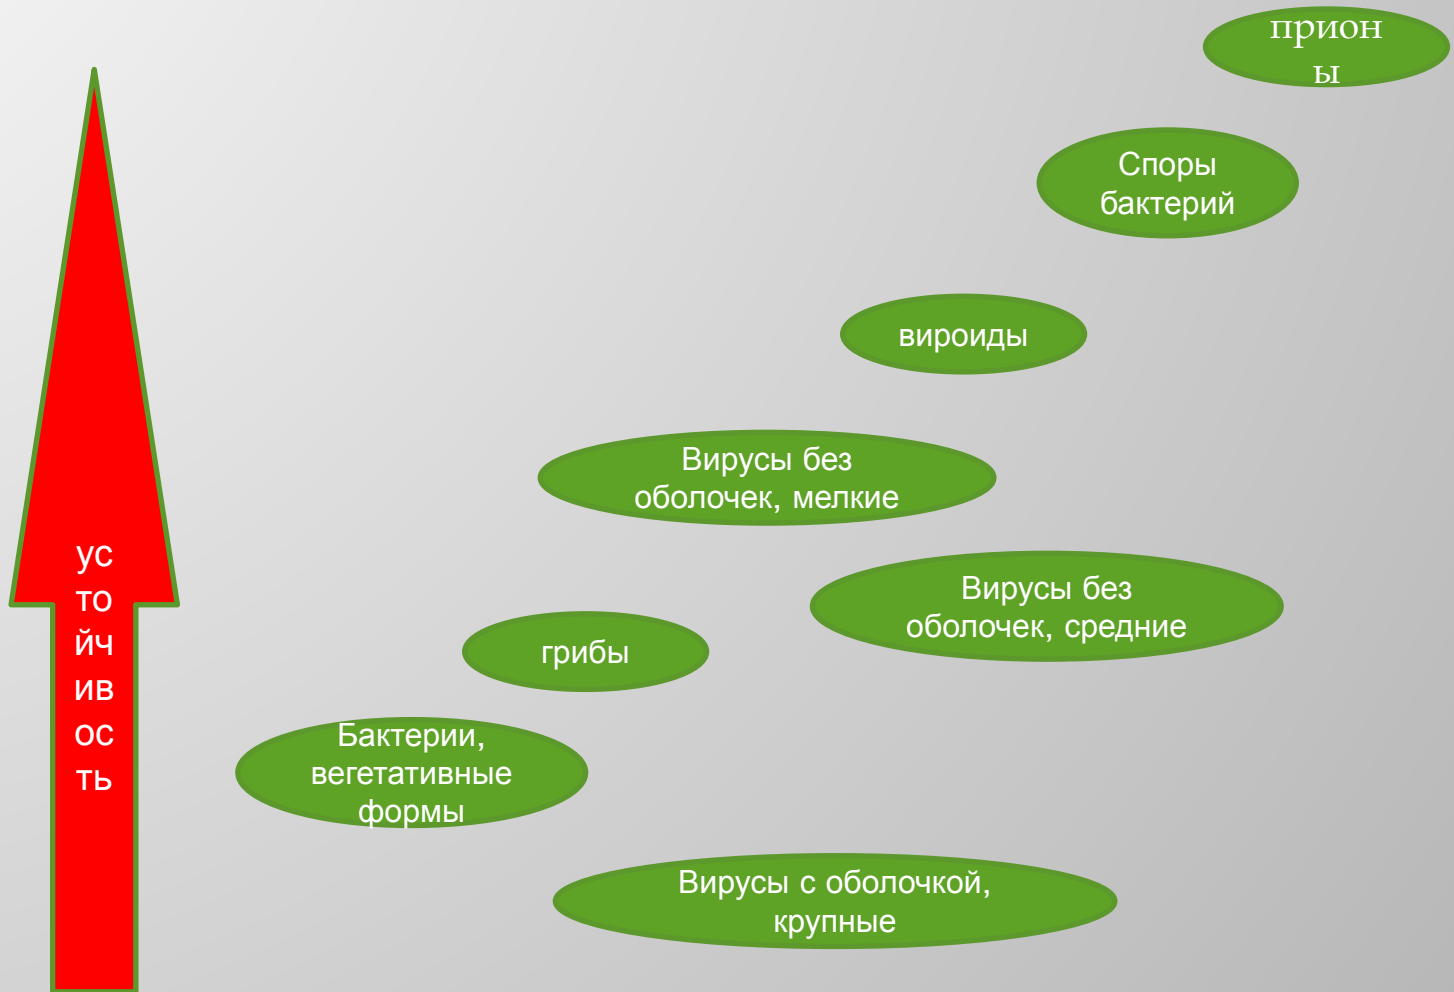 прион
ы
Споры
бактерий
вироиды
Вирусы без
оболочек, мелкие
Вирусы без
оболочек, средние
грибы
Бактерии,
вегетативные
формы
Вирусы с оболочкой,
крупные
ус
то
йч
ив
ос
ть